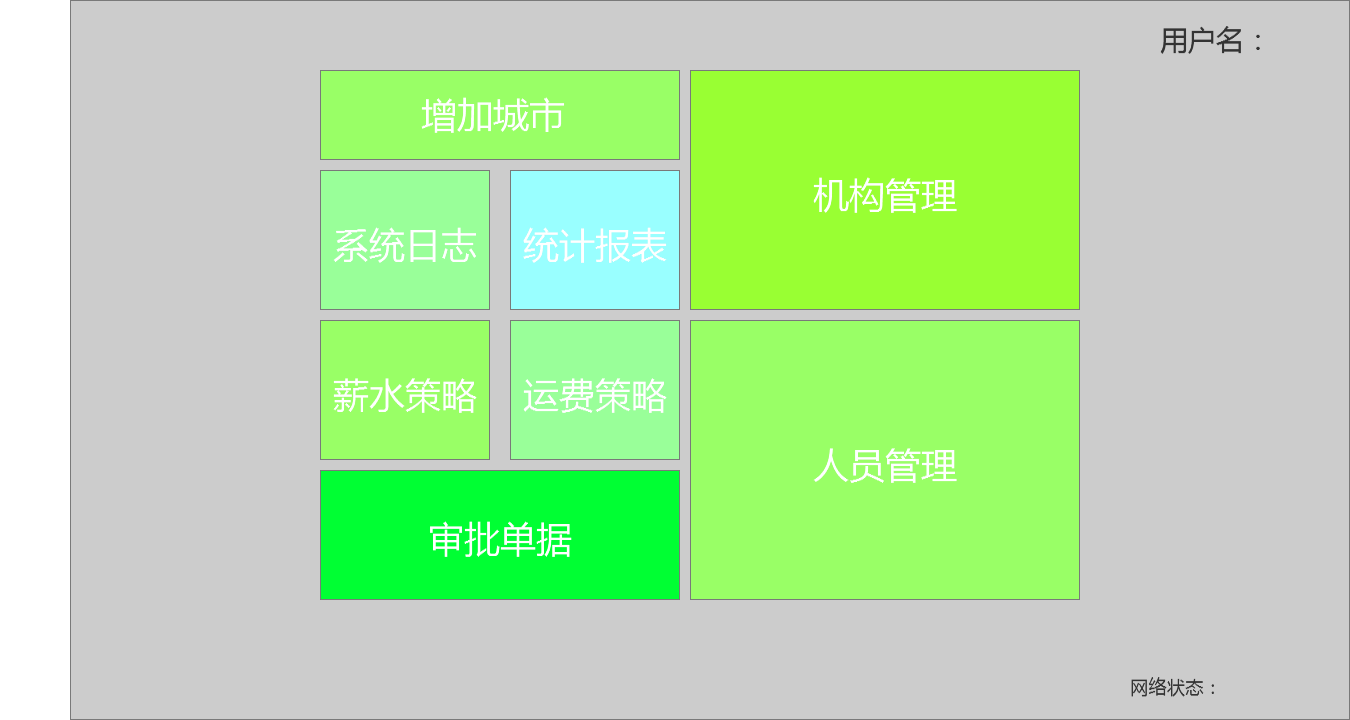 用户名：
增加城市
机构管理
系统日志
统计报表
薪水策略
运费策略
人员管理
审批单据
网络状态：